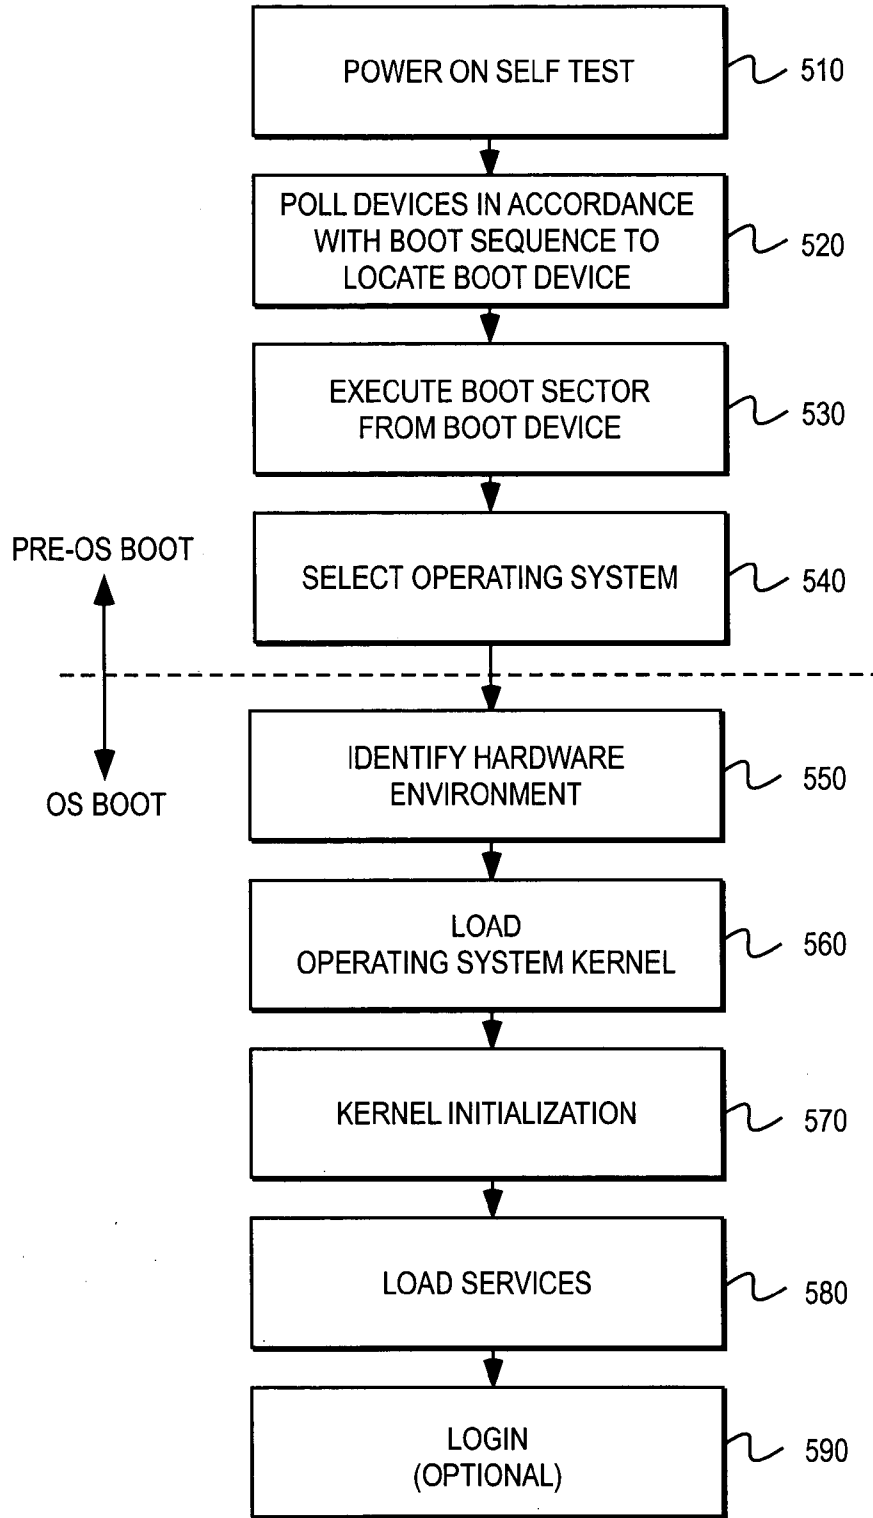 POWER ON SELF TEST
510
POLL DEVICES IN ACCORDANCE
WITH BOOT SEQUENCE TO
LOCATE BOOT DEVICE
520
EXECUTE BOOT SECTOR
FROM BOOT DEVICE
530
PRE-OS BOOT
SELECT OPERATING SYSTEM
540
IDENTIFY HARDWARE
ENVIRONMENT
550
OS BOOT
LOAD
OPERATING SYSTEM KERNEL
560
KERNEL INITIALIZATION
570
LOAD SERVICES
580
LOGIN
(OPTIONAL)
590